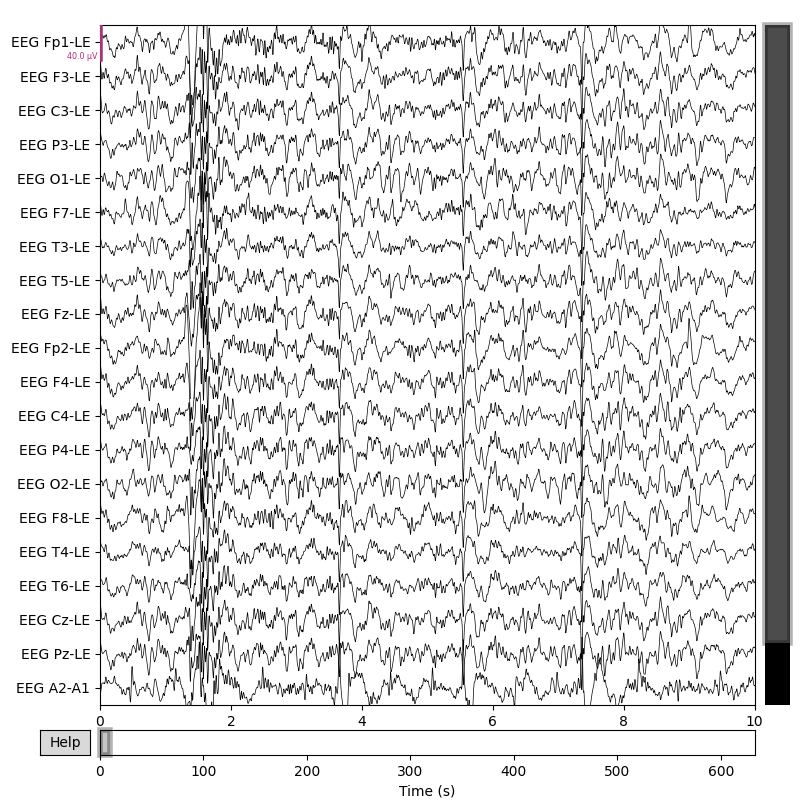 EEG Fp1-LE
40.0 µV
EEG F3-LE
EEG C3-LE
EEG P3-LE
EEG O1-LE
EEG F7-LE
EEG T3-LE
EEG T5-LE
EEG Fz-LE
EEG Fp2-LE
EEG F4-LE
EEG C4-LE
EEG P4-LE
EEG O2-LE
EEG F8-LE
EEG T4-LE
EEG T6-LE
EEG Cz-LE
EEG Pz-LE
EEG A2-A1
0 2 4 6 8 10
Help
0 100 200 300 400 500 600
Time (s)